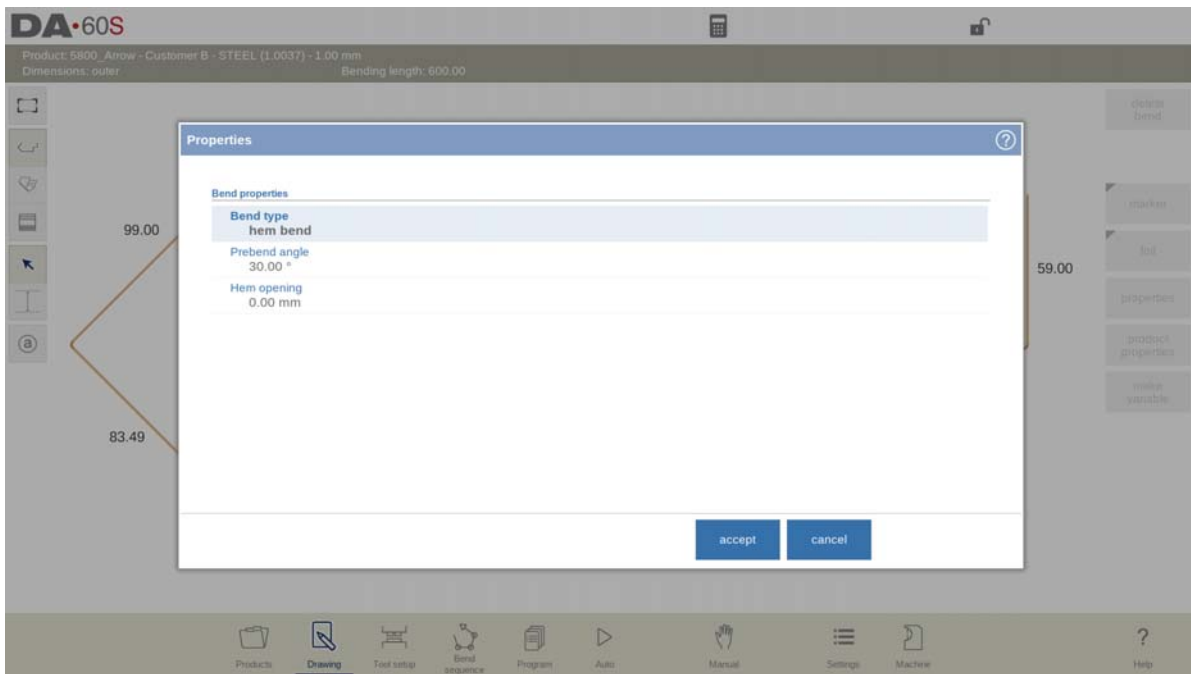 DA·60S
Product: 5800_Arrow - Customer B - STEEL (1.0037) - 1.00 mm
Dimensions: outer Bending length: 600.00
delete
bend
Properties
?
Bend properties
Bend type
hem bend
Prebend angle
30.00 °
Hem opening
0.00 mm
99.00
83.49
59.00
a
marker
properties
product
properties
make
variable
accept
cancel
Products
Drawing
Tool setup
Bend
sequence
Program
Auto
Manual
Settings
Machine
?
Help